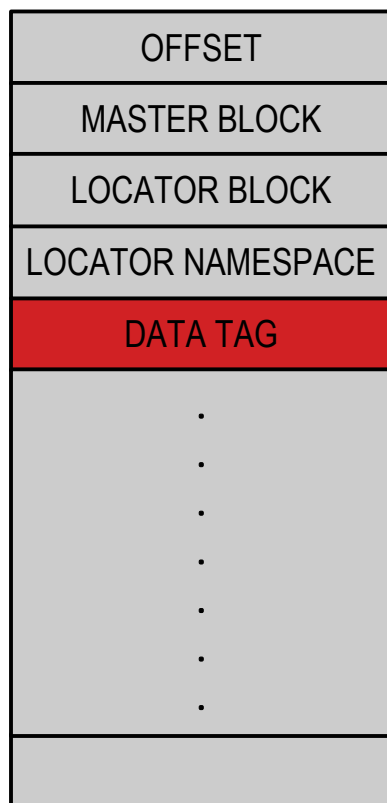 OFFSET
MASTER BLOCK
LOCATOR BLOCK
LOCATOR NAMESPACE
DATA TAG
.
.
.
.
.
.
.